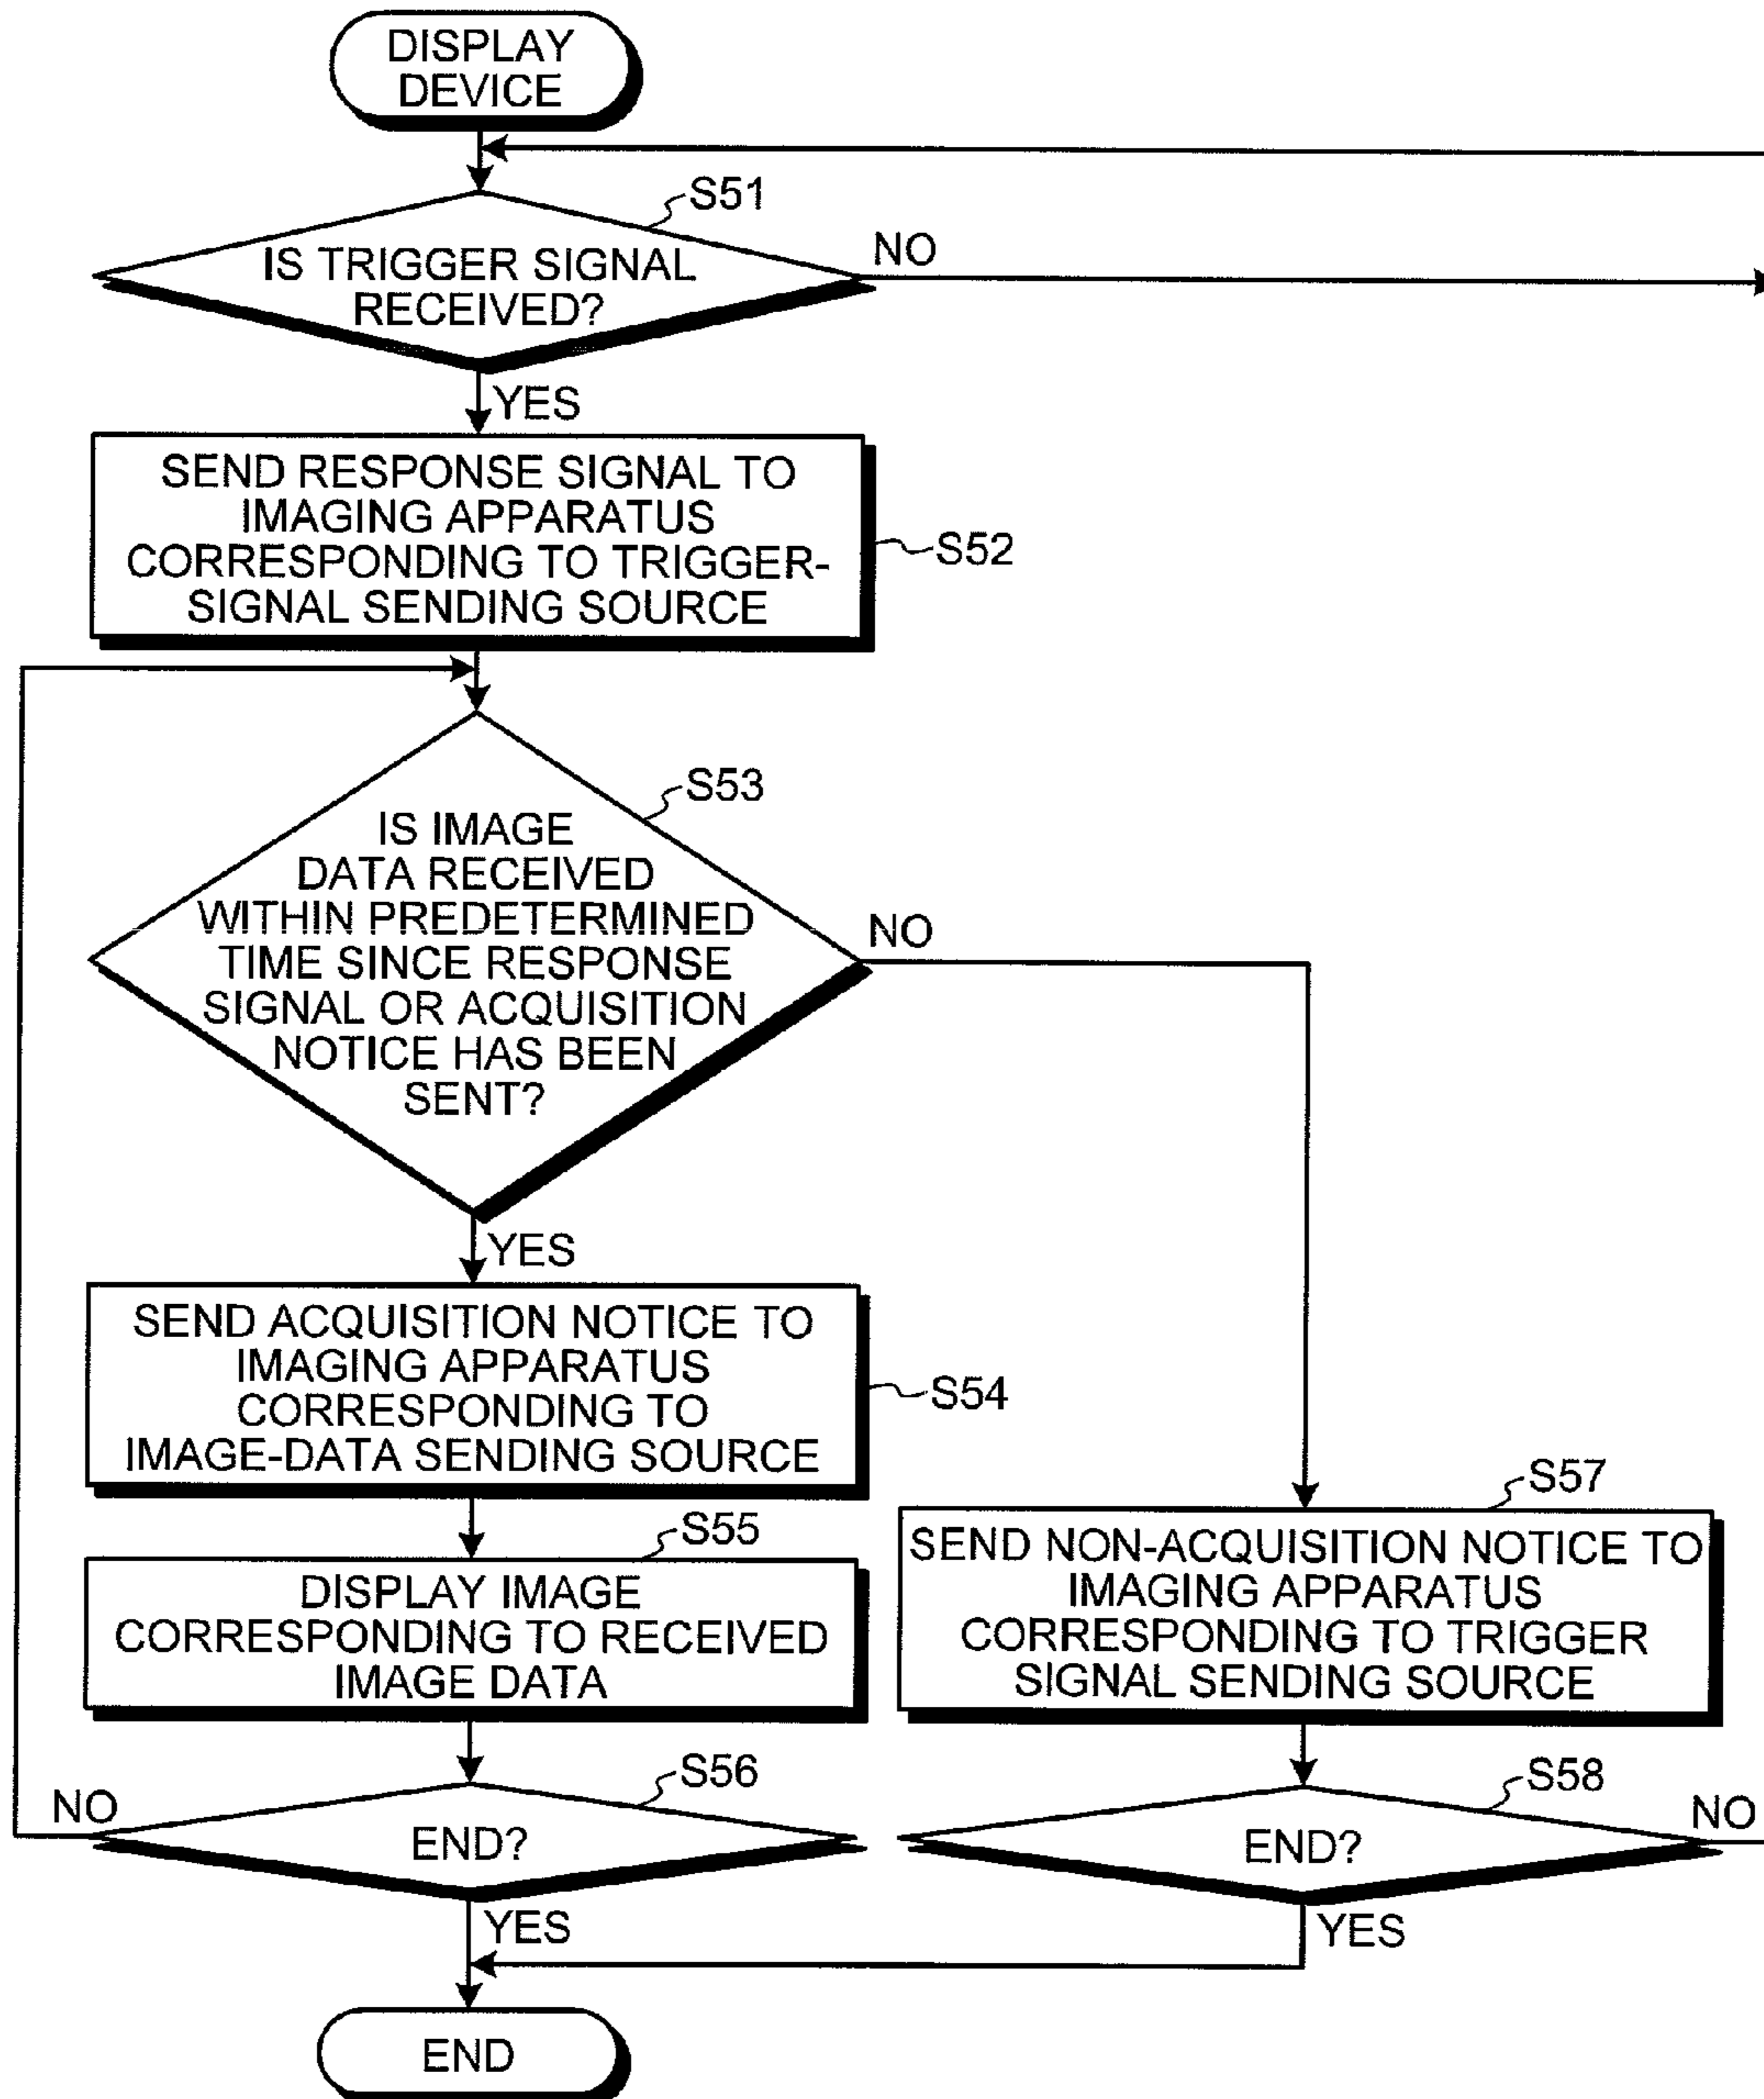 DISPLAY
DEVICE
S51
IS TRIGGER SIGNAL
RECEIVED?
NO
YES
SEND RESPONSE SIGNAL TO
IMAGING APPARATUS
CORRESPONDING TO TRIGGER-
SIGNAL SENDING SOURCE
S52
S53
IS IMAGE
DATA RECEIVED
WITHIN PREDETERMINED
TIME SINCE RESPONSE
SIGNAL OR ACQUISITION
NOTICE HAS BEEN
SENT?
NO
YES
SEND ACQUISITION NOTICE TO
IMAGING APPARATUS
CORRESPONDING TO
IMAGE-DATA SENDING SOURCE
S54
S55
DISPLAY IMAGE
CORRESPONDING TO RECEIVED
IMAGE DATA
S57
SEND NON-ACQUISITION NOTICE TO
IMAGING APPARATUS
CORRESPONDING TO TRIGGER
SIGNAL SENDING SOURCE
S56
NO
END?
YES
S58
NO
END?
YES
END